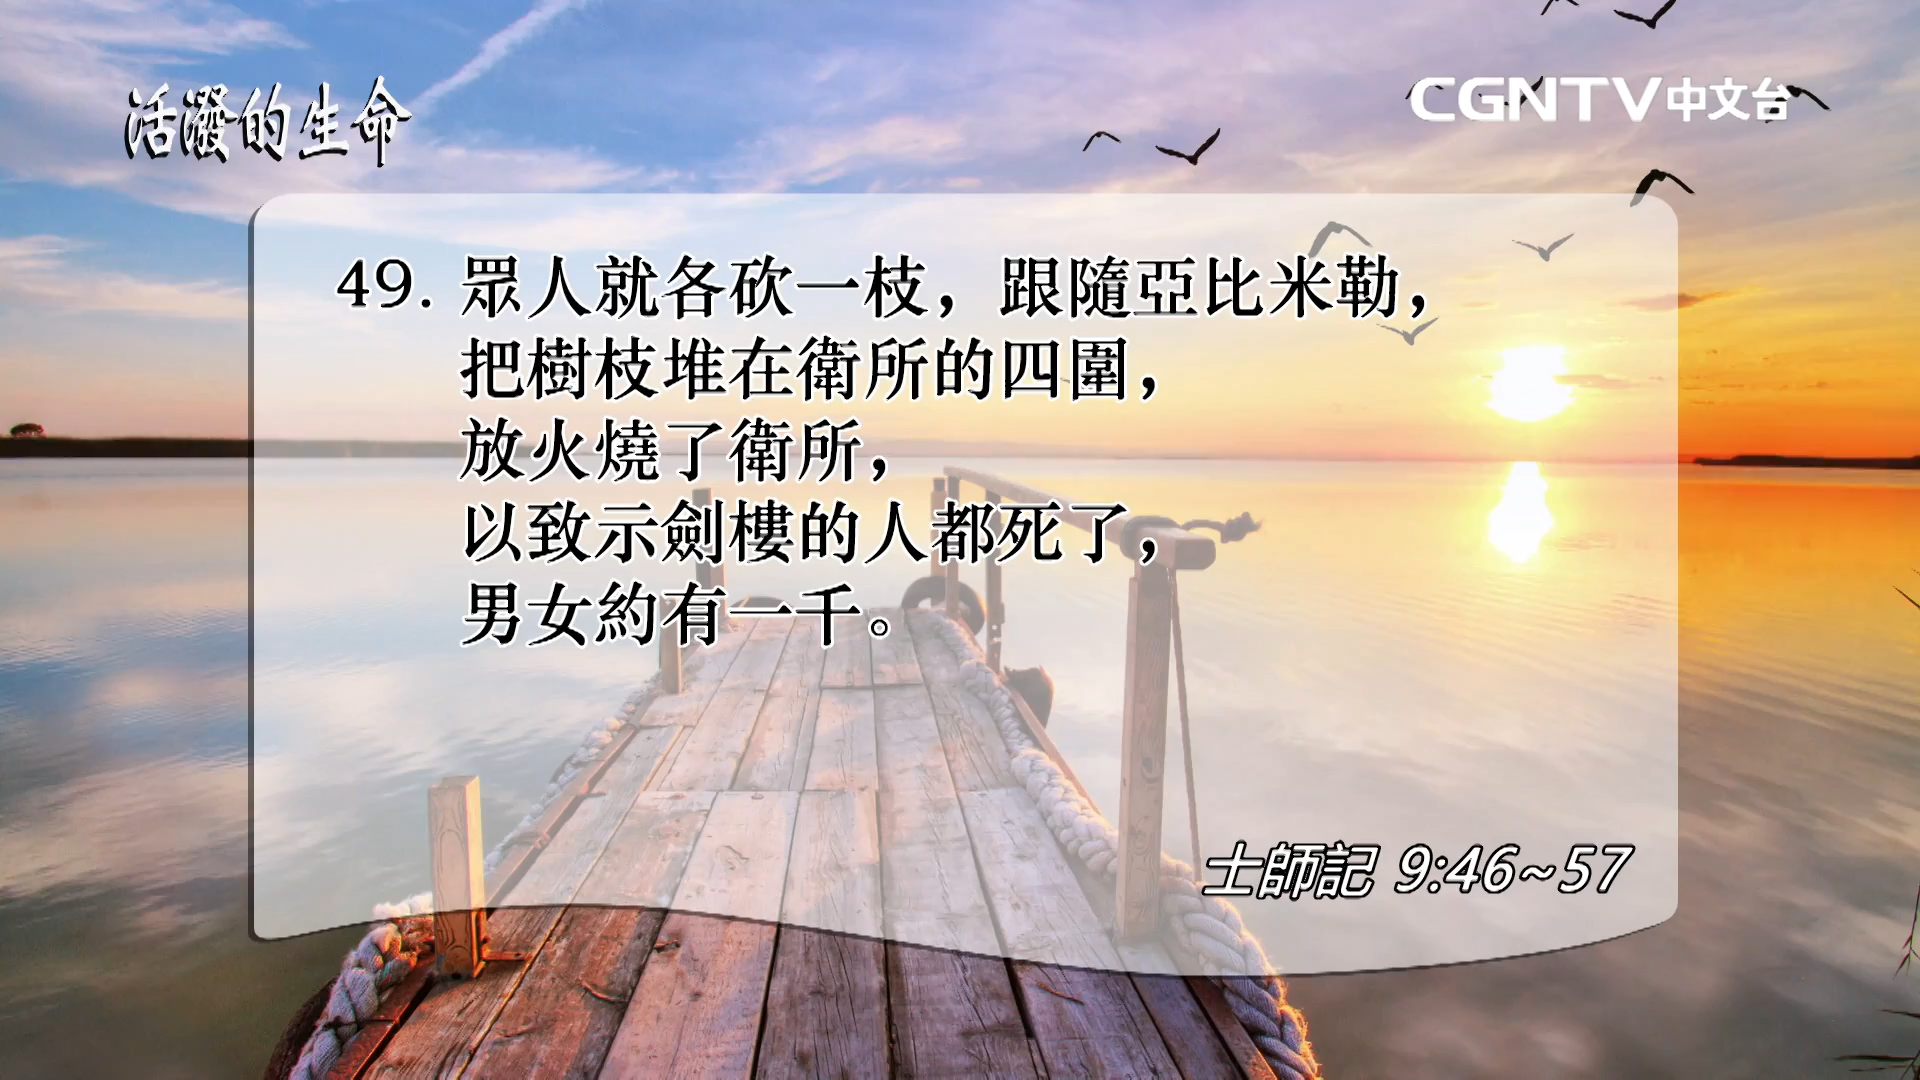 活潑的生命
CGNTV中文台
49. 眾人就各砍一枝，跟隨亞比米勒，
把樹枝堆在衛所的四圍，
放火燒了衛所，
以致示劍樓的人都死了，
男女約有一千。
士師記 9:46~57